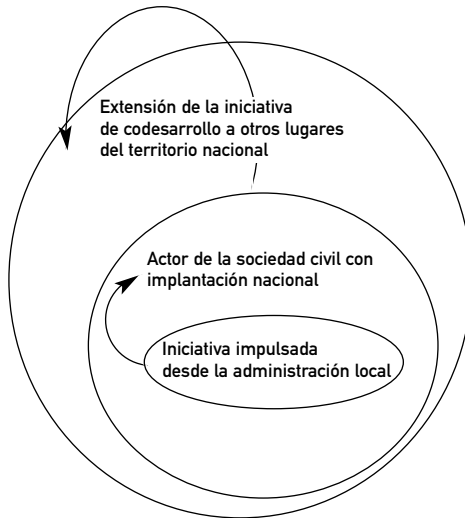 Extensión de la iniciativa
de codesarrollo a otros lugares
del territorio nacional
Actor de la sociedad civil con
implantación nacional
Iniciativa impulsada
desde la administración local